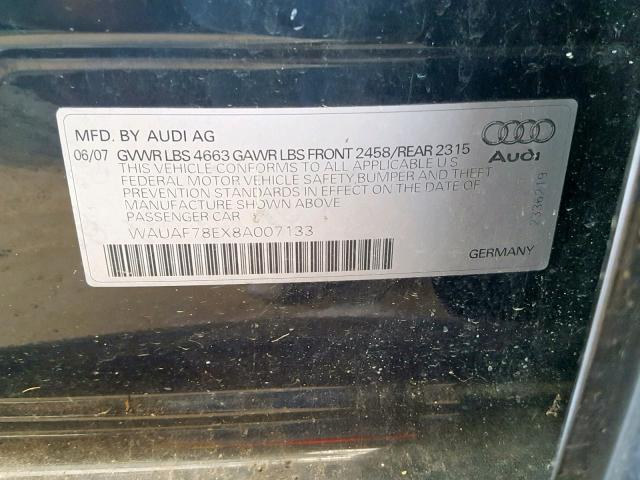 MFD. BY AUDI AG
06/07 GVWR LBS 4663 GAWR LBS FRONT 2458/REAR 2315
THIS VEHICLE CONFORMS TO ALL APPLICABLE U S
FEDERAL MOTOR VEHICLE SAFETY BUMPER AND THEFT
PREVENTION STANDARDS IN EFFECT ON THE DATE OF
MANUFACTURE SHOWN ABOVE
PASSENGER CAR
WAUAF78EX8A007133
Audi
2336219
GERMANY